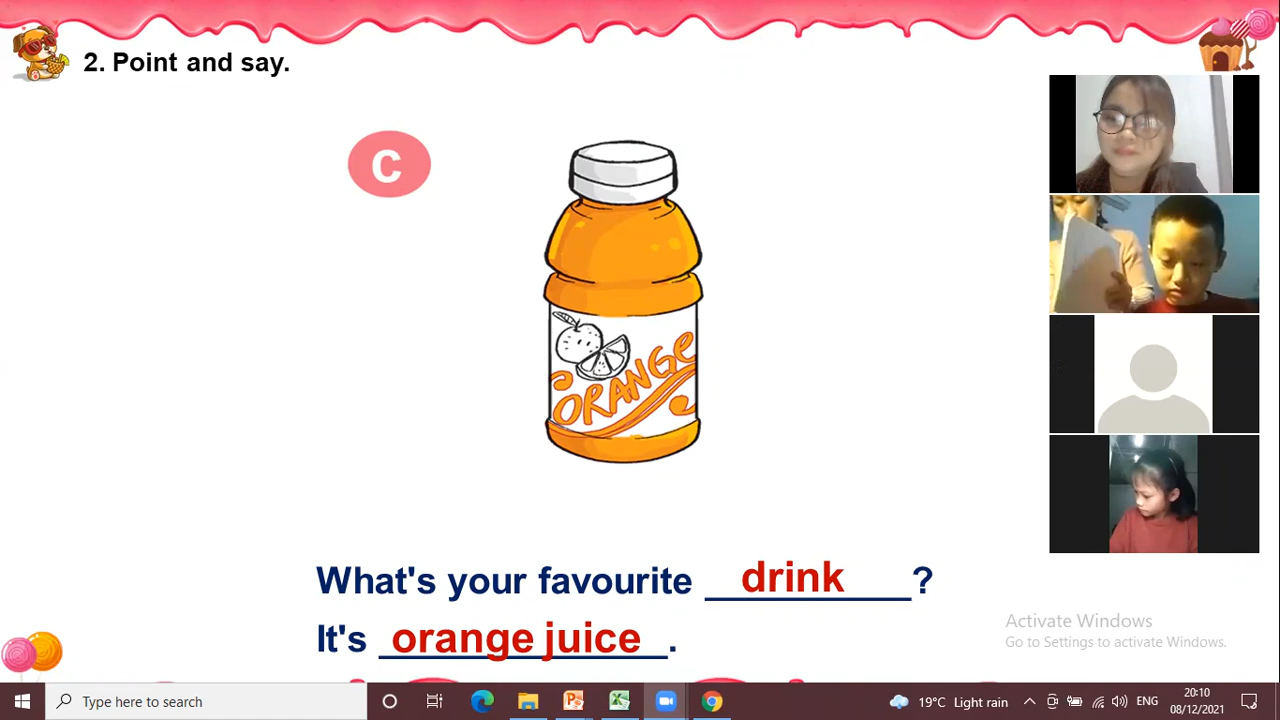 2. Point and say.
C
ORANGE
What's your favourite drink?
It's orange juice.
Activate Windows
Go to Settings to activate Windows.
Type here to search
19°C Light rain
ENG
20:10
08/12/2021